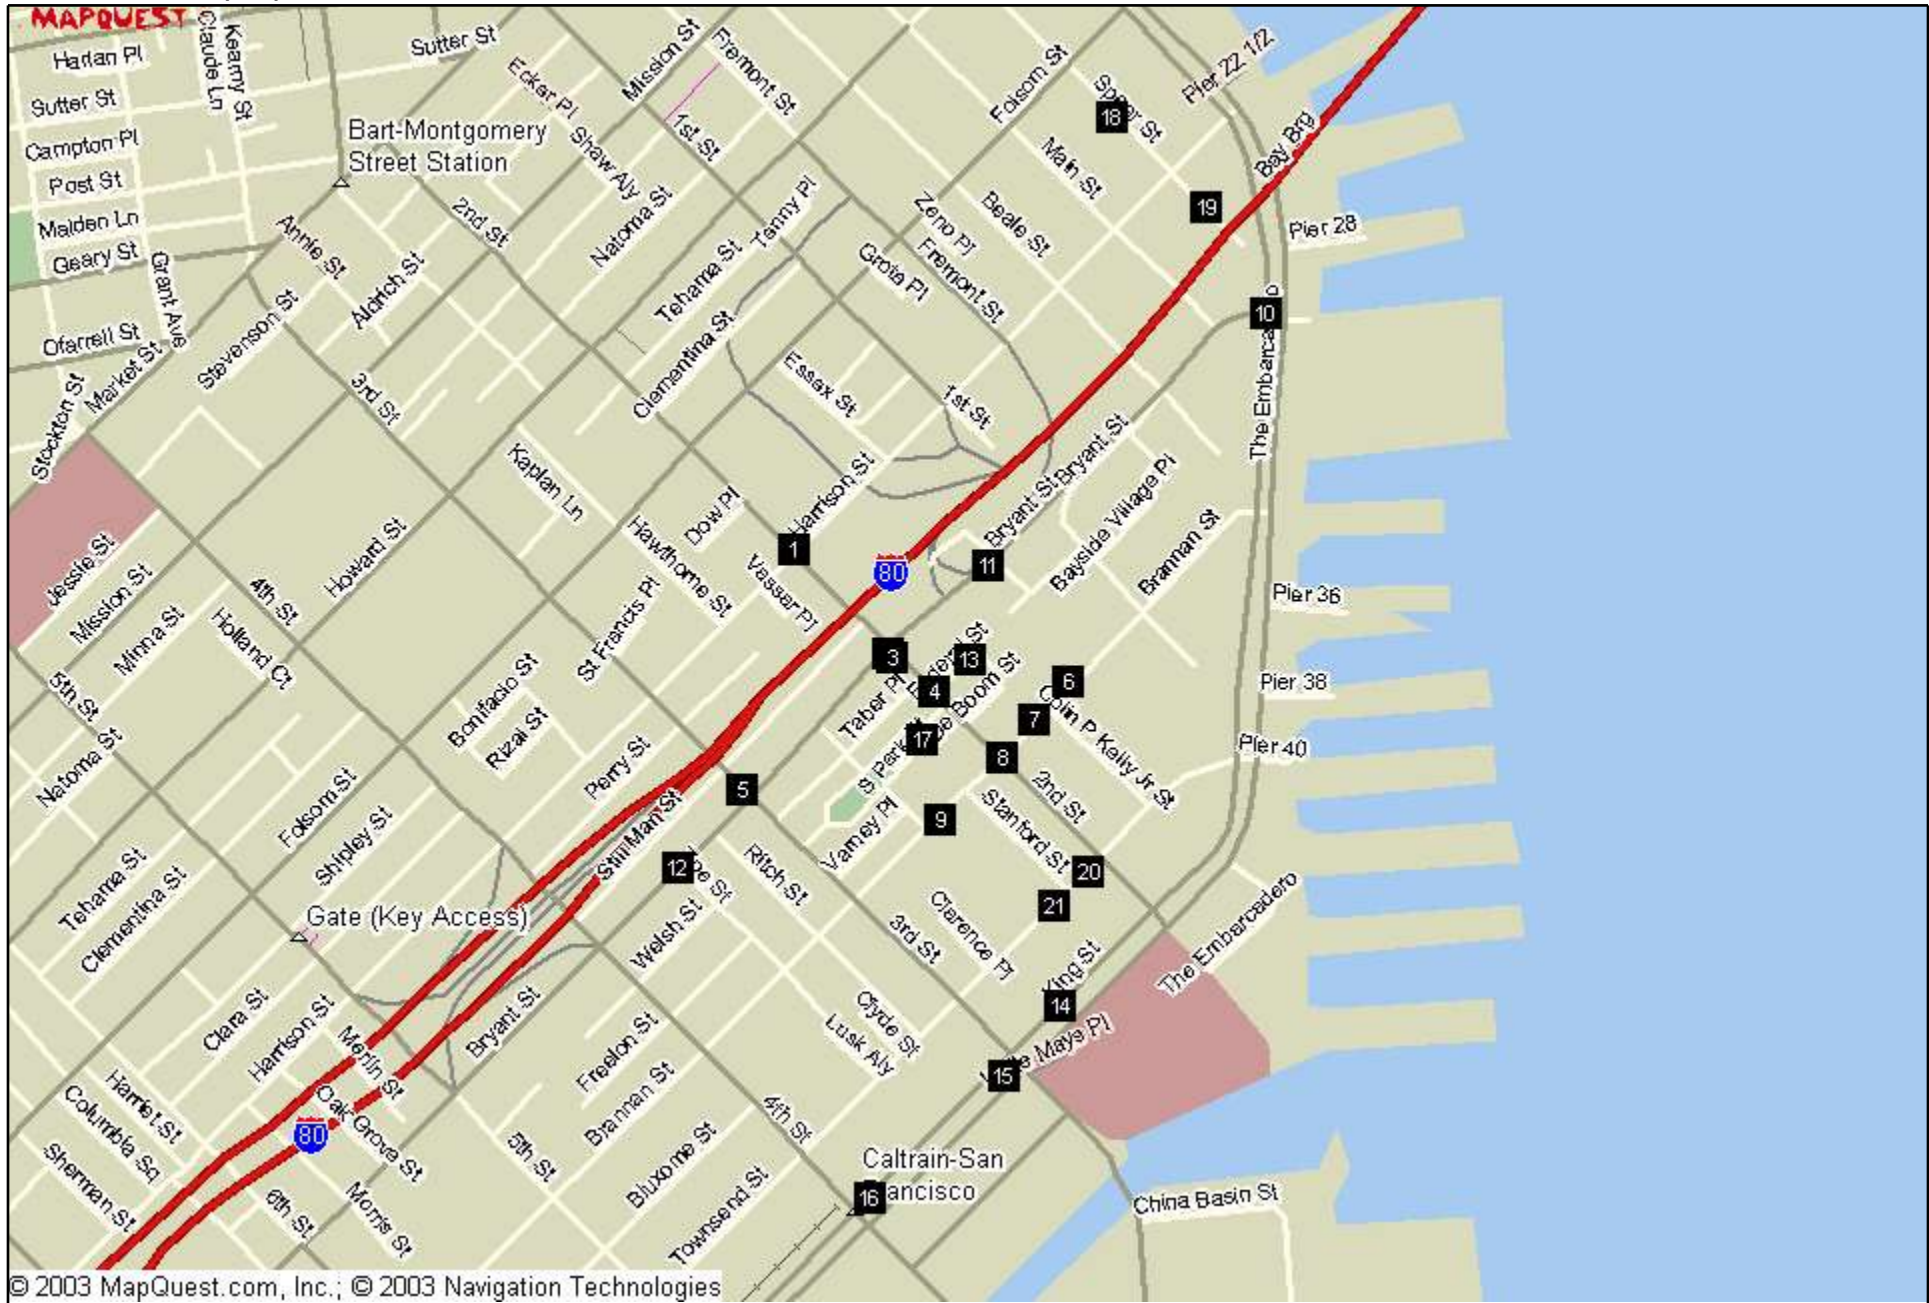 MAPQUEST
Harlan Pl
Claude Ln
Kearny St
Sutter St
Mission St
Fremont St
Ecker Pl
Folsom St
Pier 22 1/2
Sutter St
Shaw Aly
1st St
18
St
Campton Pl
Bart-Montgomery
Street Station
Main St
Bay Brg
Post St
Natoma St
Tenny Pl
19
Maiden Ln
Annie St
2nd St
Zeno Pl
Beale St
Pier 28
Geary St
Grant Ave
Aldrich St
Tehama St
Grote Pl
Fremont St
Ofarrell St
Market St
Stevenson St
Clementina St
10
The
Stockton St
3rd St
Essex St
1st St
Kaplan Ln
Harrison St
Bryant St
Bryant St
Bayside Village Pl
Dow Pl
Hawthorne St
1
80
11
Brannan St
Jessie St
Mission St
Minna St
4th St
Howard St
Vassar Pl
Pier 36
Holland Ct
St Francis Pl
3
13
5th St
Bonifacio St
Rizal St
Taber Pl
4
Boom St
6
Pier 38
7
Colin P Kelly Jr St
17
S Park
8
Pier 40
Natoma St
Perry St
5
2nd St
Folsom St
Stillman St
Varney Pl
9
Stanford St
Shipley St
12
Ritch St
20
Tehama St
Clementina St
Gate (Key Access)
Welsh St
3rd St
Clarence Pl
21
The Embarcadero
King St
14
Clara St
Harrison St
Merlin St
Bryant St
Freelon St
Clyde St
Lusk Aly
Mays Pl
15
Harriet St
Columbia Sq
Oak Grove St
80
Brannan St
4th St
Sherman St
6th St
Morris St
5th St
Bluxome St
Townsend St
Caltrain-San
16
China Basin St
© 2003 MapQuest.com, Inc.; © 2003 Navigation Technologies